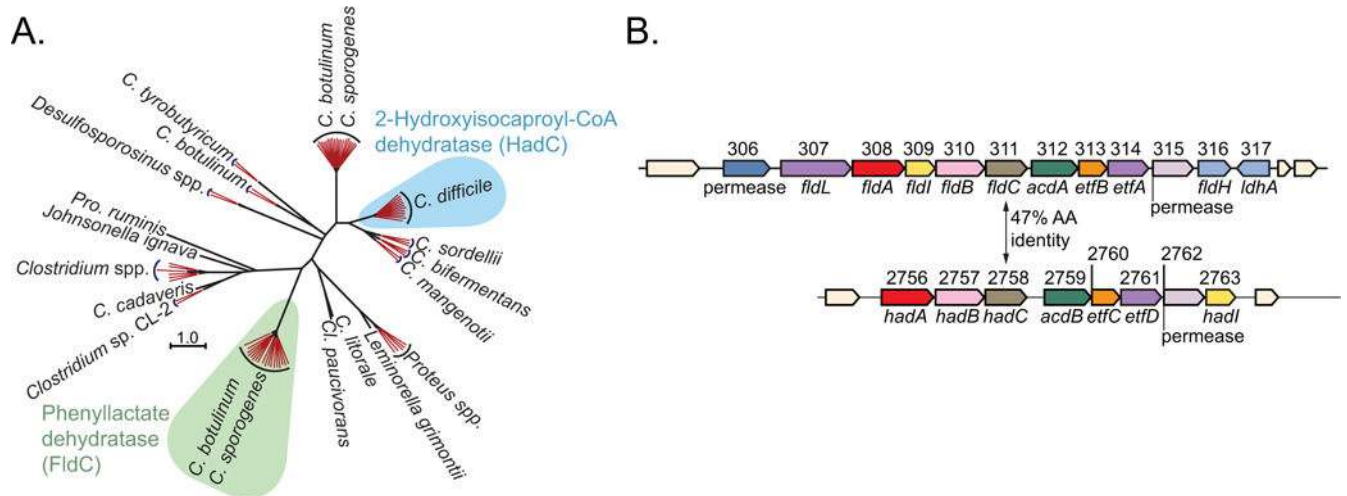 A.
C. botulinum
C. sporogenes
C. tyrobutyricum
C. botulinum
Desulfosporosinus spp.
2-Hydroxyisocaproyl-CoA
dehydratase (HadC)
C. difficile
Pro. ruminis
Johnsonella ignava
Clostridium spp.
C. cadaveris
Clostridium sp. CL-2
1.0
C. sordellii
C. bifermentans
C. mangenotii
Proteus spp.
Leminorella grimontii
C. litorale
Cl. paucivorans
Phenyllactate
dehydratase
(FldC)
C. botulinum
C. sporogenes
B.
306 307 308 309 310 311 312 313 314 315 316 317
permease fldL fldA fldI fldB fldC acdA etfB etfA fldH ldhA
permease
47% AA
identity
2760 2762
2756 2757 2758 2759 2761 2763
hadA hadB hadC acdB etfC etfD hadI
permease